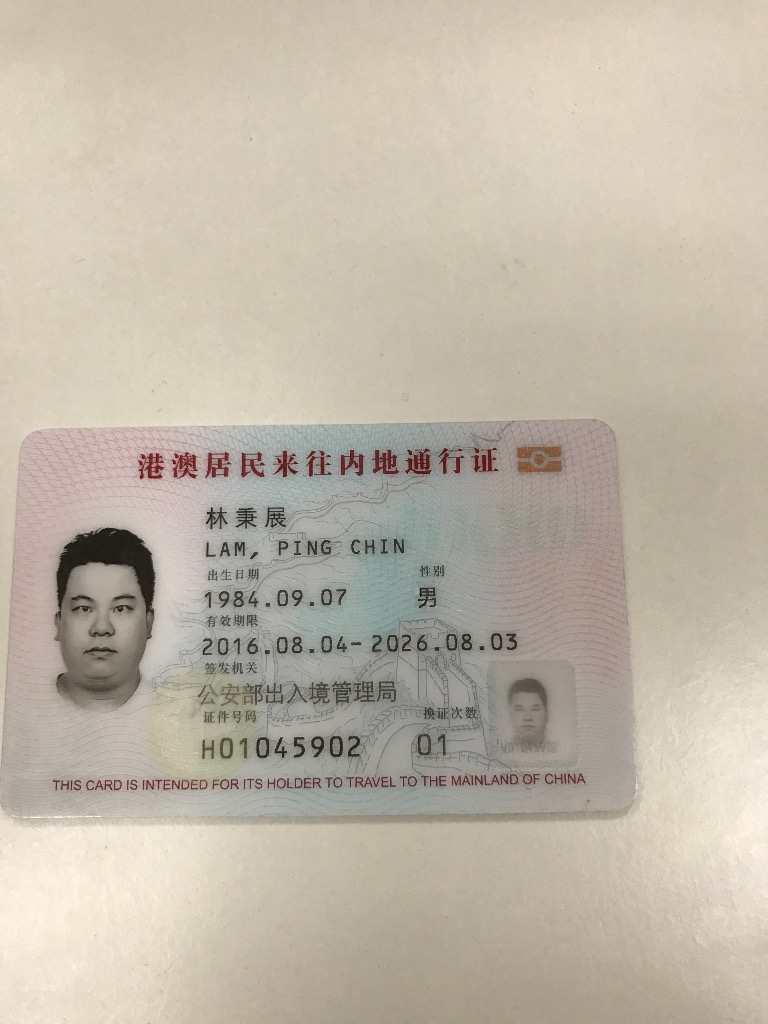 港澳居民来往内地通行证
林秉展
LAM, PING CHIN
出生日期 性别
1984.09.07 男
有效期限
2016.08.04-2026.08.03
签发机关
公安部出入境管理局
证件号码 换证次数
H01045902 01
THIS CARD IS INTENDED FOR ITS HOLDER TO TRAVEL TO THE MAINLAND OF CHINA